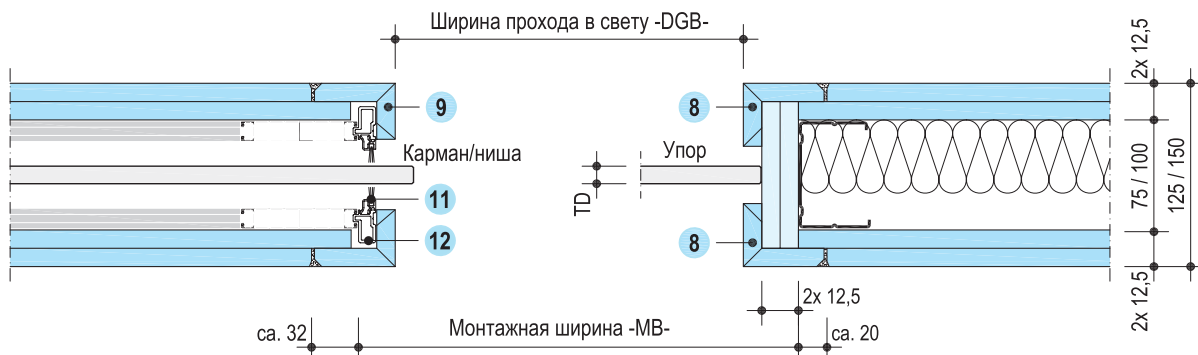 Ширина прохода в свету -DGB-
2x 12,5
9
8
Карман/ниша
Упор
TD
75 / 100
125 / 150
11
12
8
2x 12,5
2x 12,5
ca. 32
Монтажная ширина -MB-
ca. 20